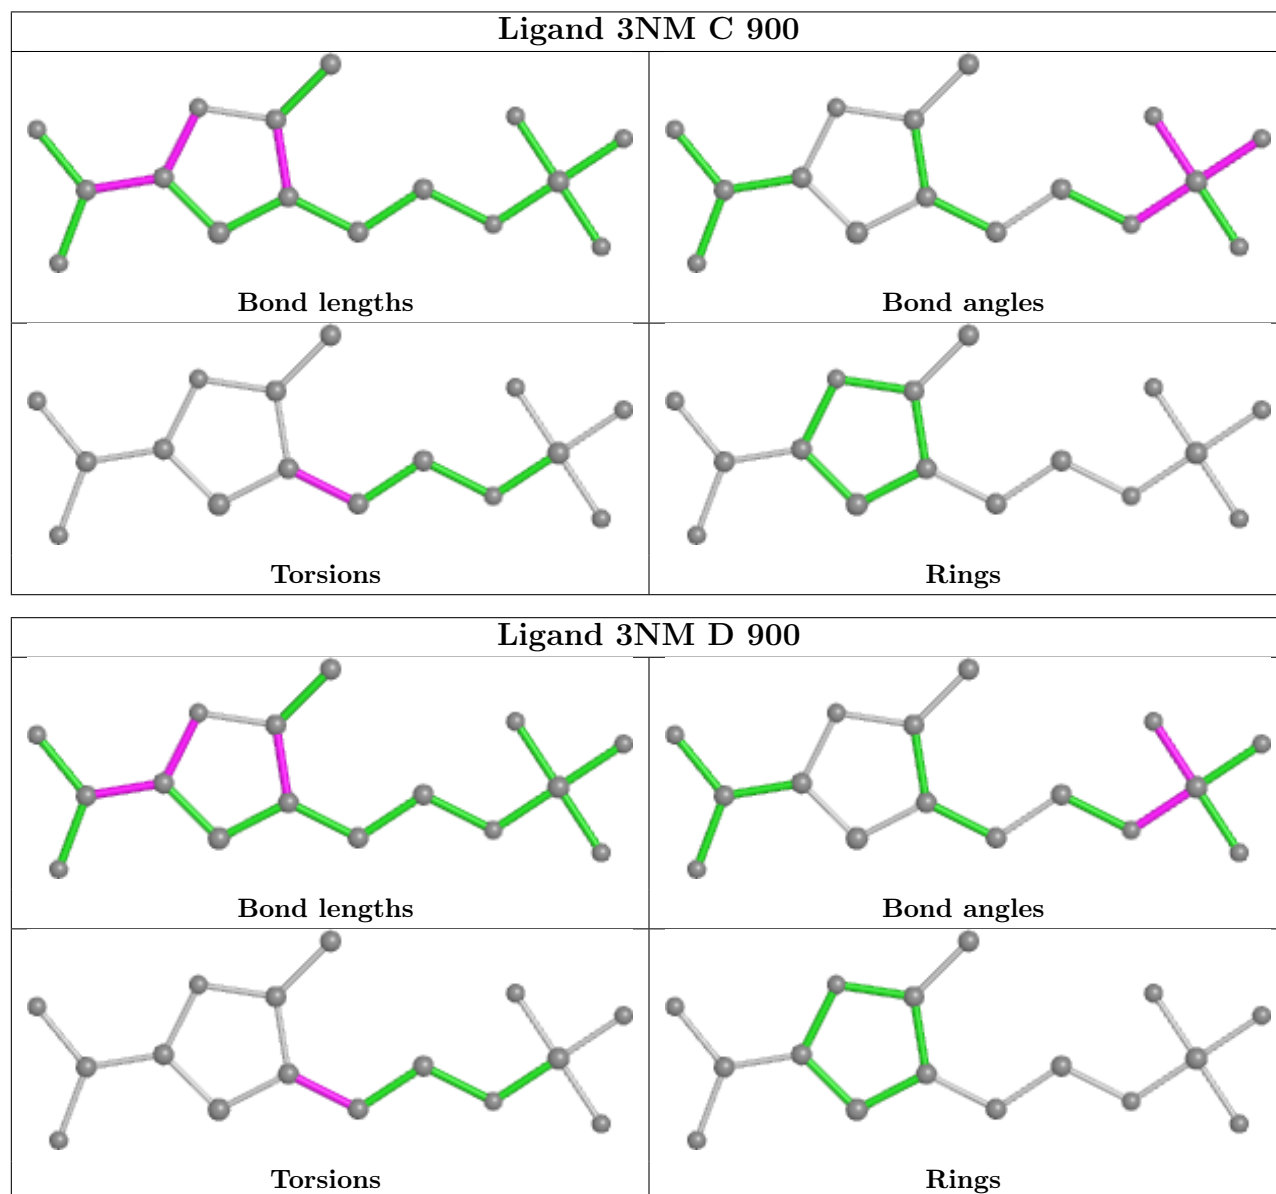 Ligand 3NM C 900
Bond lengths
Bond angles
Torsions
Rings
Ligand 3NM D 900
Bond lengths
Bond angles
Torsions
Rings